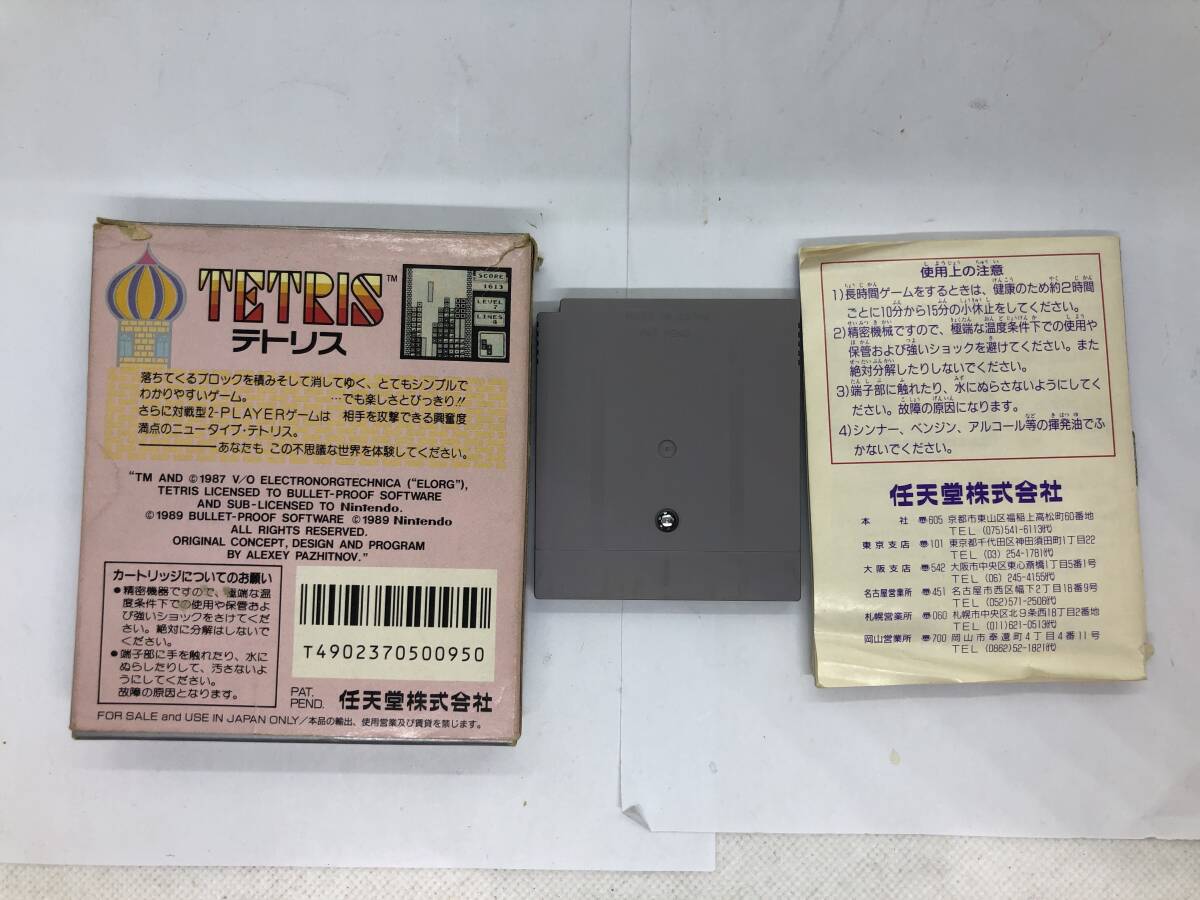 TETRIS™
テトリス
SCORE
1613
LEVEL
LINES
落ちてくるブロックを積みそして消してゆく、とてもシンプルで
わかりやすいゲーム。 …でも楽しさとびっきり!!
さらに対戦型2-PLAYERゲームは 相手を攻撃できる興奮度
満点のニュータイプ・テトリス。
――――あなたも この不思議な世界を体験してください。
“TM AND ©1987 V/O ELECTRONORGTECHNICA (“ELORG”),
TETRIS LICENSED TO BULLET-PROOF SOFTWARE
AND SUB-LICENSED TO Nintendo.
©1989 BULLET-PROOF SOFTWARE ©1989 Nintendo
ALL RIGHTS RESERVED.
ORIGINAL CONCEPT, DESIGN AND PROGRAM
BY ALEXEY PAZHITNOV.”
カートリッジについてのお願い
●精密機器ですので、極端な温
度条件下での使用や保管およ
び強いショックをさけてくださ
い。絶対に分解はしないで
ください。
●端子部に手を触れたり、水に
ぬらしたりして、汚さないよ
うにしてください。
故障の原因となります。
T4902370500950
PAT.
PEND.
任天堂株式会社
FOR SALE and USE IN JAPAN ONLY/本品の輸出、使用営業及び賃貸を禁じます。
MADE IN JAPAN
PAT. PEND.
使用上の注意
1)長時間ゲームをするときは、健康のため約2時間
ごとに10分から15分の小休止をしてください。
2)精密機械ですので、極端な温度条件下での使用や
保管および強いショックを避けてください。また
絶対分解したりしないでください。
3)端子部に触れたり、水にぬらさないようにしてく
ださい。故障の原因になります。
4)シンナー、ベンジン、アルコール等の揮発油でふ
かないでください。
任天堂株式会社
本 社 〠605 京都市東山区福稲上高松町60番地
TEL (075)541-6113代
東京支店 〠101 東京都千代田区神田須田町1丁目22
TEL (03) 254-1781代
大阪支店 〠542 大阪市中央区東心斎橋1丁目5番1号
TEL (06) 245-4155代
名古屋営業所 〠451 名古屋市西区幅下2丁目18番9号
TEL (052)571-2506代
札幌営業所 〠060 札幌市中央区北9条西18丁目2番地
TEL (011)621-0513代
岡山営業所 〠700 岡山市奉還町4丁目4番11号
TEL (0862)52-1821代